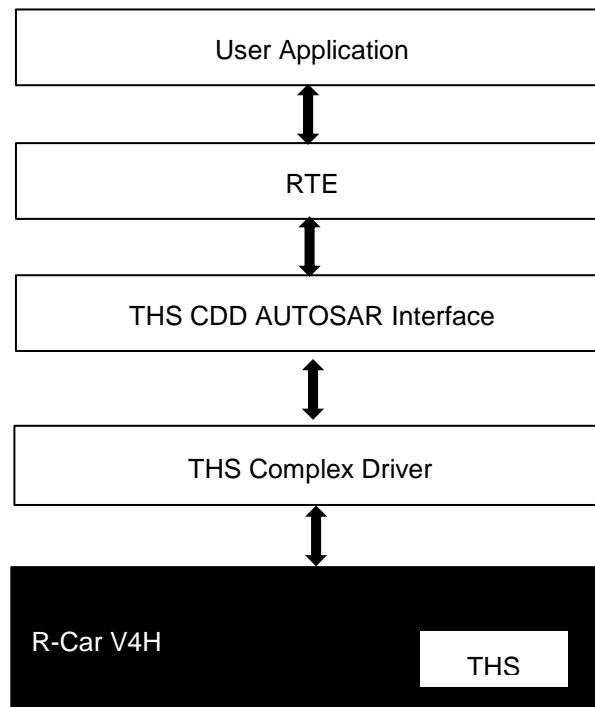 User Application
RTE
THS CDD AUTOSAR Interface
THS Complex Driver
R-Car V4H
THS